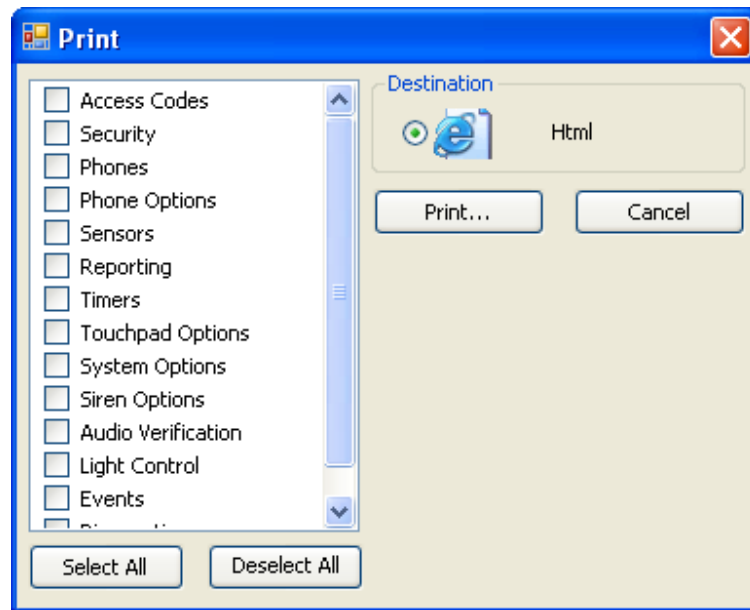 Print
Access Codes
Security
Phones
Phone Options
Sensors
Reporting
Timers
Touchpad Options
System Options
Siren Options
Audio Verification
Light Control
Events
Select All
Deselect All
Destination
Html
Print...
Cancel